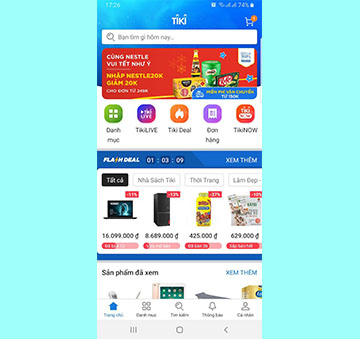 17:26
74%
TIKI
1
Bạn tìm gì hôm nay...
CÙNG NESTLE
VUI TẾT NHƯ Ý
NHẬP NESTLE20K
GIẢM 20K
CHO ĐƠN TỪ 249K
MIỄN PHÍ VẬN CHUYỂN
TỪ 150K
Danh mục
TikiLIVE
Tiki Deal
Đơn hàng
TikiNOW
FLASH DEAL 01 : 03 : 09 XEM THÊM
Tất cả Nhà Sách Tiki Thời Trang Làm Đẹp -
-11% -13% -37% -10%
16.099.000 đ 8.689.000 đ 425.000 đ 629.000 đ
Sản phẩm đã xem XEM THÊM
Trang chủ Danh mục Tìm kiếm Thông báo Cá nhân